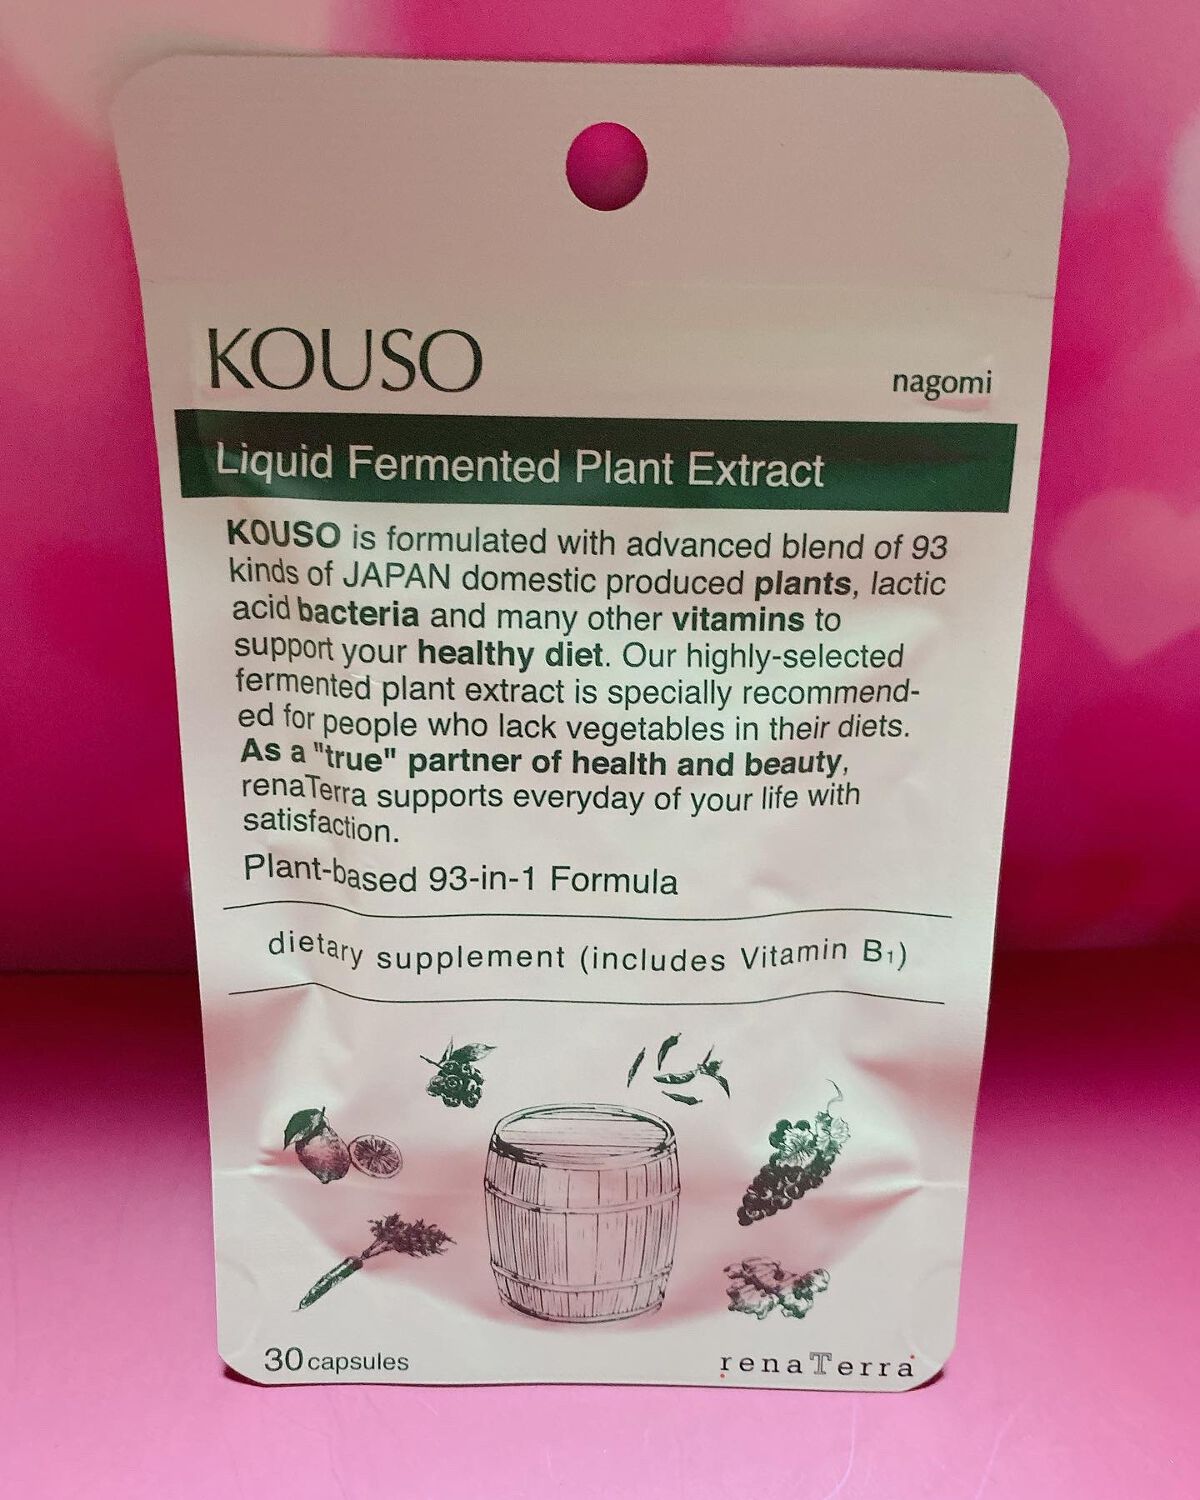 KOUSO
nagomi
Liquid Fermented Plant Extract
KOUSO is formulated with advanced blend of 93
kinds of JAPAN domestic produced plants, lactic
acid bacteria and many other vitamins to
support your healthy diet. Our highly-selected
fermented plant extract is specially recommend-
ed for people who lack vegetables in their diets.
As a "true" partner of health and beauty,
renaTerra supports everyday of your life with
satisfaction.
Plant-based 93-in-1 Formula
dietary supplement (includes Vitamin B₁)
30 capsules
renaTerra